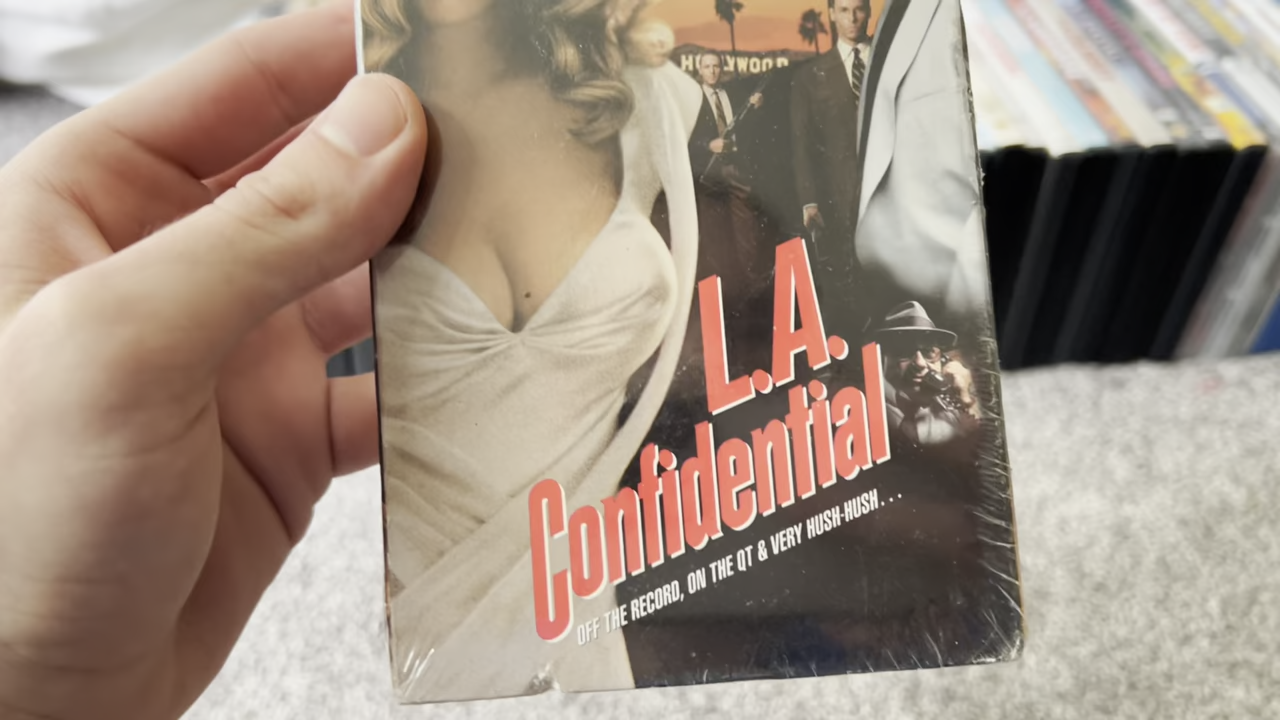 HOLLYWOOD
L.A.
Confidential
OFF THE RECORD, ON THE QT & VERY HUSH-HUSH...